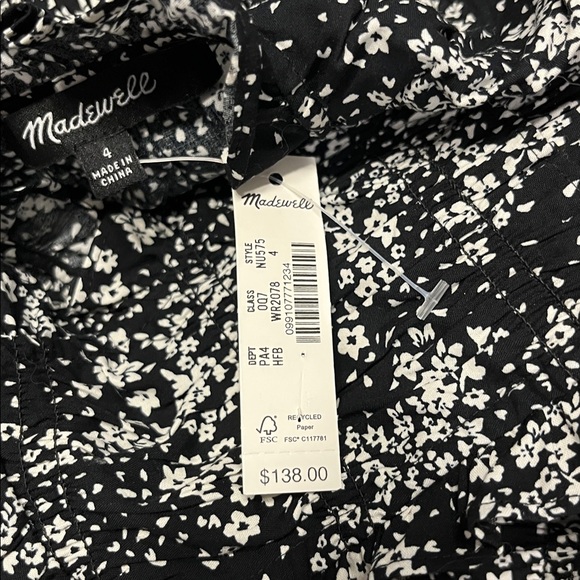 Madewell
4
MADE IN
CHINA
Madewell
DEPT CLASS STYLE
PA4 007 NU575
HFB WR2078 4
099107771234
FSC
RECYCLED
Paper
FSC® C117781
$138.00